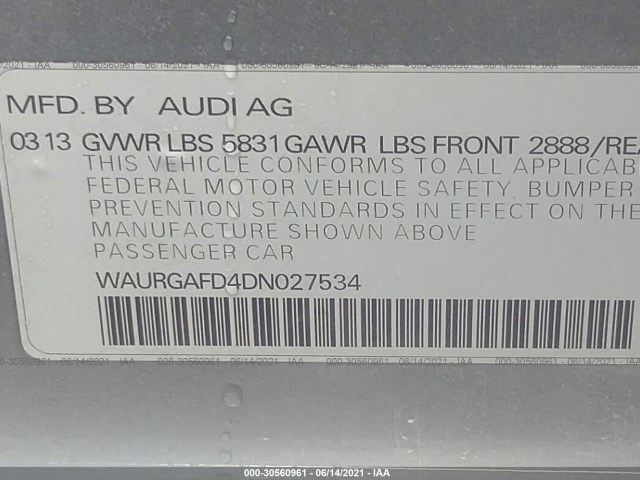 MFD. BY AUDI AG
03 13 GVWR LBS 5831 GAWR LBS FRONT 2888/REA
THIS VEHICLE CONFORMS TO ALL APPLICAB
FEDERAL MOTOR VEHICLE SAFETY, BUMPER
PREVENTION STANDARDS IN EFFECT ON THE
MANUFACTURE SHOWN ABOVE
PASSENGER CAR
WAURGAFD4DN027534
000-30560961 - 06/14/2021 - IAA